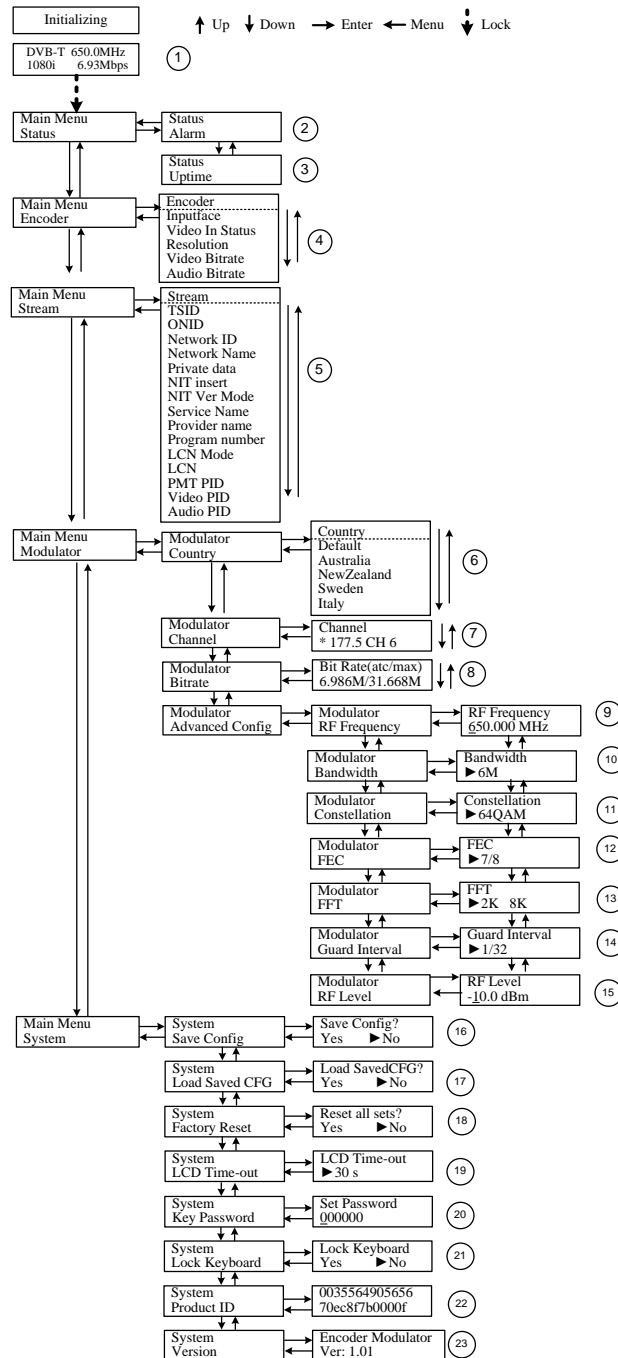 Initializing
Up Down Enter Menu Lock
DVB-T 650.0MHz
1080i 6.93Mbps
1
Main Menu
Status
Status
Alarm
2
Status
Uptime
3
Main Menu
Encoder
Encoder
Inputface
Video In Status
Resolution
Video Bitrate
Audio Bitrate
4
Main Menu
Stream
Stream
TSID
ONID
Network ID
Network Name
Private data
NIT insert
NIT Ver Mode
Service Name
Provider name
Program number
LCN Mode
LCN
PMT PID
Video PID
Audio PID
5
Main Menu
Modulator
Modulator
Country
Country
Default
Australia
NewZealand
Sweden
Italy
6
Modulator
Channel
Channel
* 177.5 CH 6
7
Modulator
Bitrate
Bit Rate(atc/max)
6.986M/31.668M
8
Modulator
Advanced Config
Modulator
RF Frequency
RF Frequency
650.000 MHz
9
Modulator
Bandwidth
Bandwidth
►6M
10
Modulator
Constellation
Constellation
►64QAM
11
Modulator
FEC
FEC
►7/8
12
Modulator
FFT
FFT
►2K 8K
13
Modulator
Guard Interval
Guard Interval
►1/32
14
Modulator
RF Level
RF Level
-10.0 dBm
15
Main Menu
System
System
Save Config
Save Config?
Yes ►No
16
System
Load Saved CFG
Load SavedCFG?
Yes ►No
17
System
Factory Reset
Reset all sets?
Yes ►No
18
System
LCD Time-out
LCD Time-out
►30 s
19
System
Key Password
Set Password
000000
20
System
Lock Keyboard
Lock Keyboard
Yes ►No
21
System
Product ID
0035564905656
70ec8f7b0000f
22
System
Version
Encoder Modulator
Ver: 1.01
23